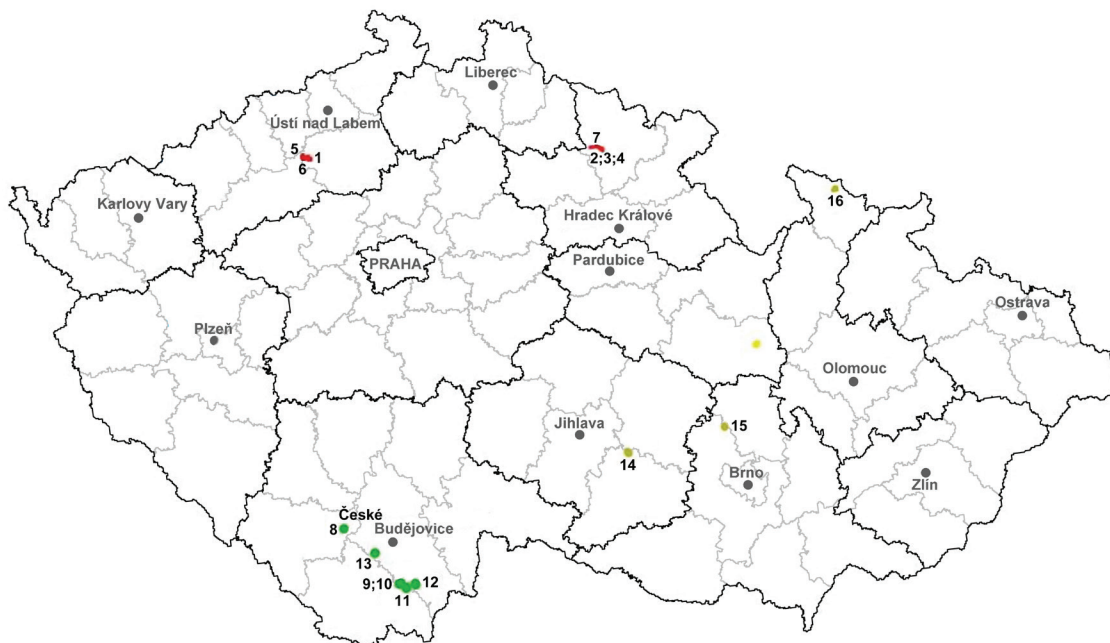 Liberec
Ústí nad Labem
5
1
6
7
2;3;4
16
Karlovy Vary
Hradec Králové
PRAHA
Pardubice
Ostrava
Plzeň
Olomouc
Jihlava
15
14
Brno
Zlín
České
Budějovice
8
13
9;10
12
11